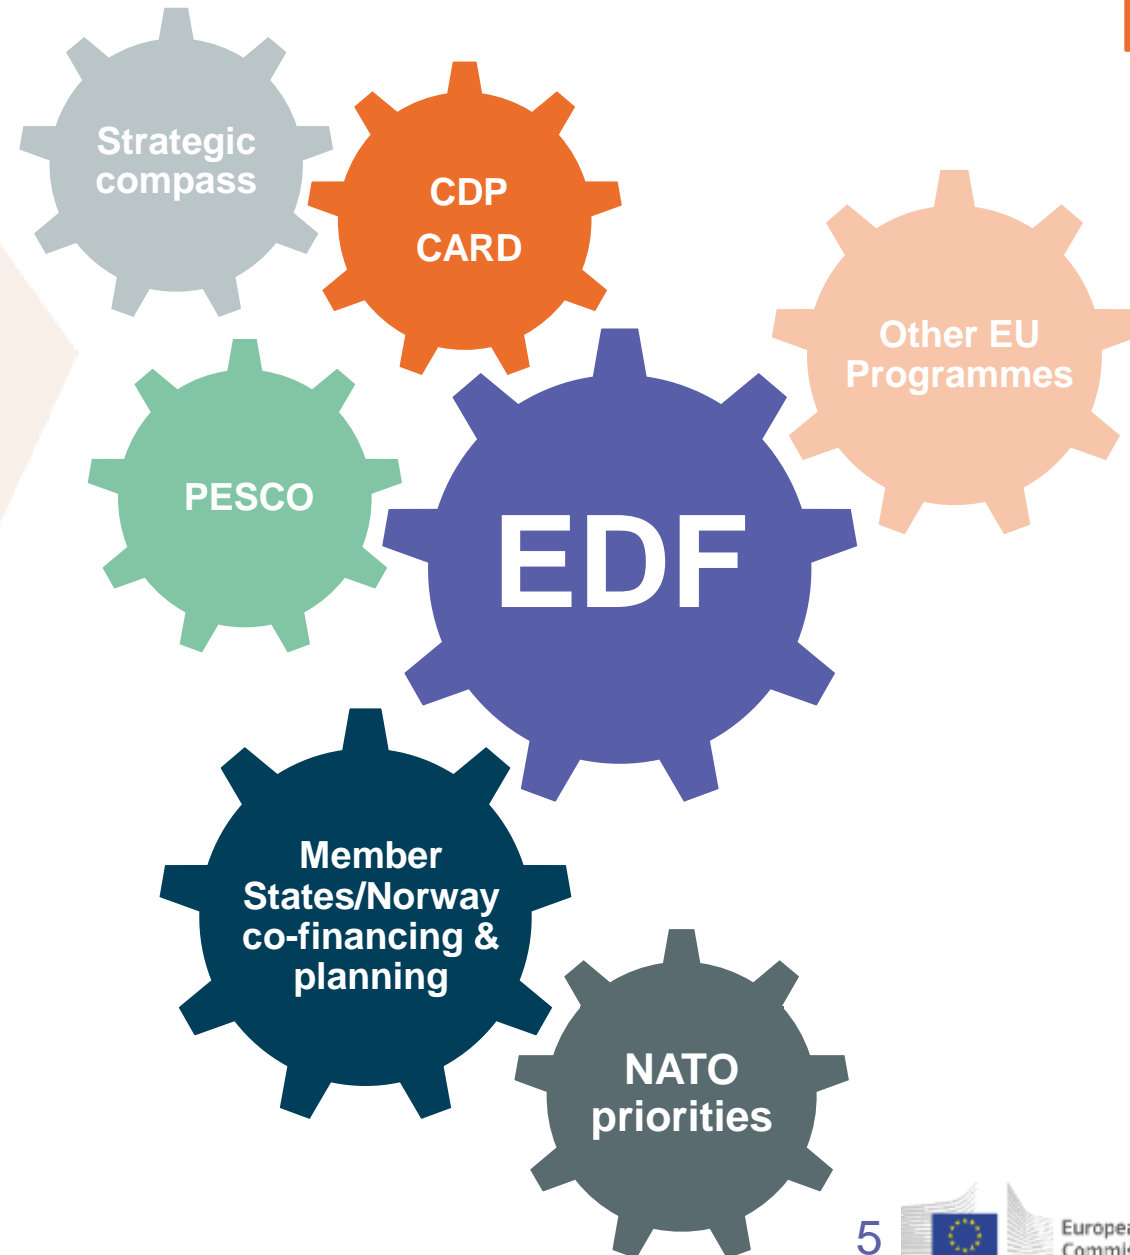 Strategic
compass
CDP
CARD
Other EU
Programmes
PESCO
EDF
Member
States/Norway
co-financing &
planning
NATO
priorities
5